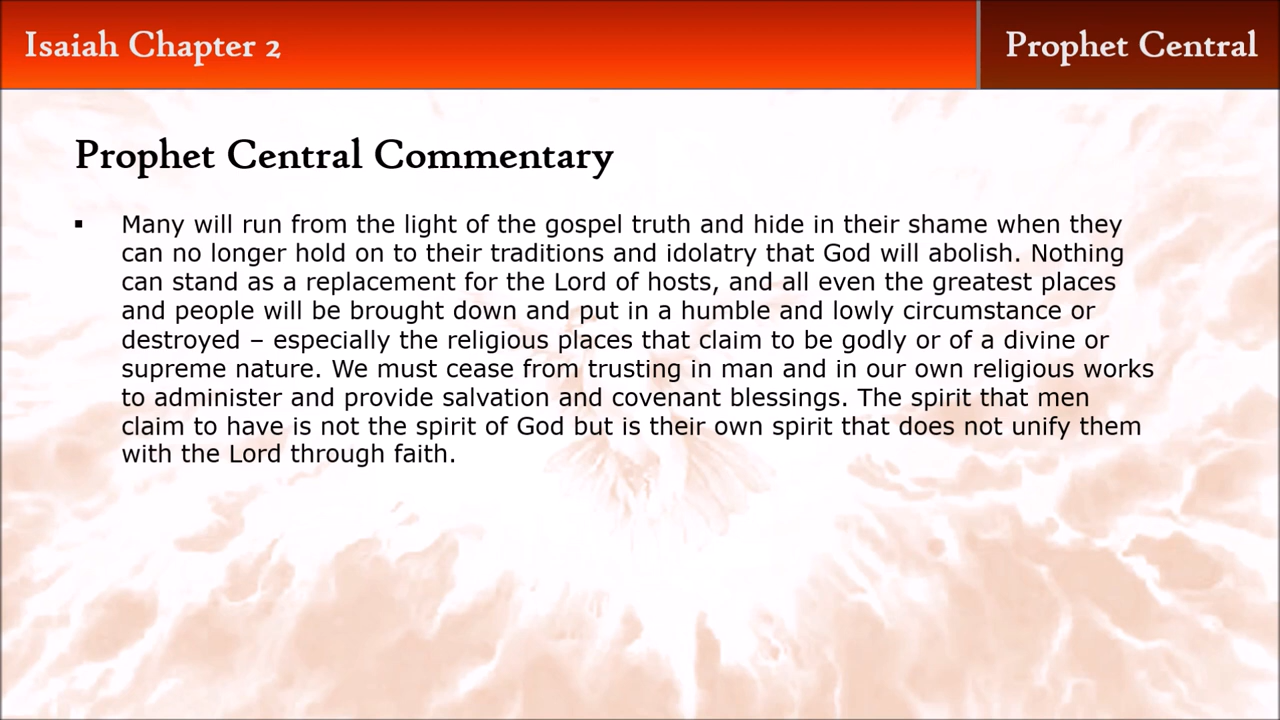 Isaiah Chapter 2
Prophet Central
Prophet Central Commentary
▪ Many will run from the light of the gospel truth and hide in their shame when they
can no longer hold on to their traditions and idolatry that God will abolish. Nothing
can stand as a replacement for the Lord of hosts, and all even the greatest places
and people will be brought down and put in a humble and lowly circumstance or
destroyed – especially the religious places that claim to be godly or of a divine or
supreme nature. We must cease from trusting in man and in our own religious works
to administer and provide salvation and covenant blessings. The spirit that men
claim to have is not the spirit of God but is their own spirit that does not unify them
with the Lord through faith.